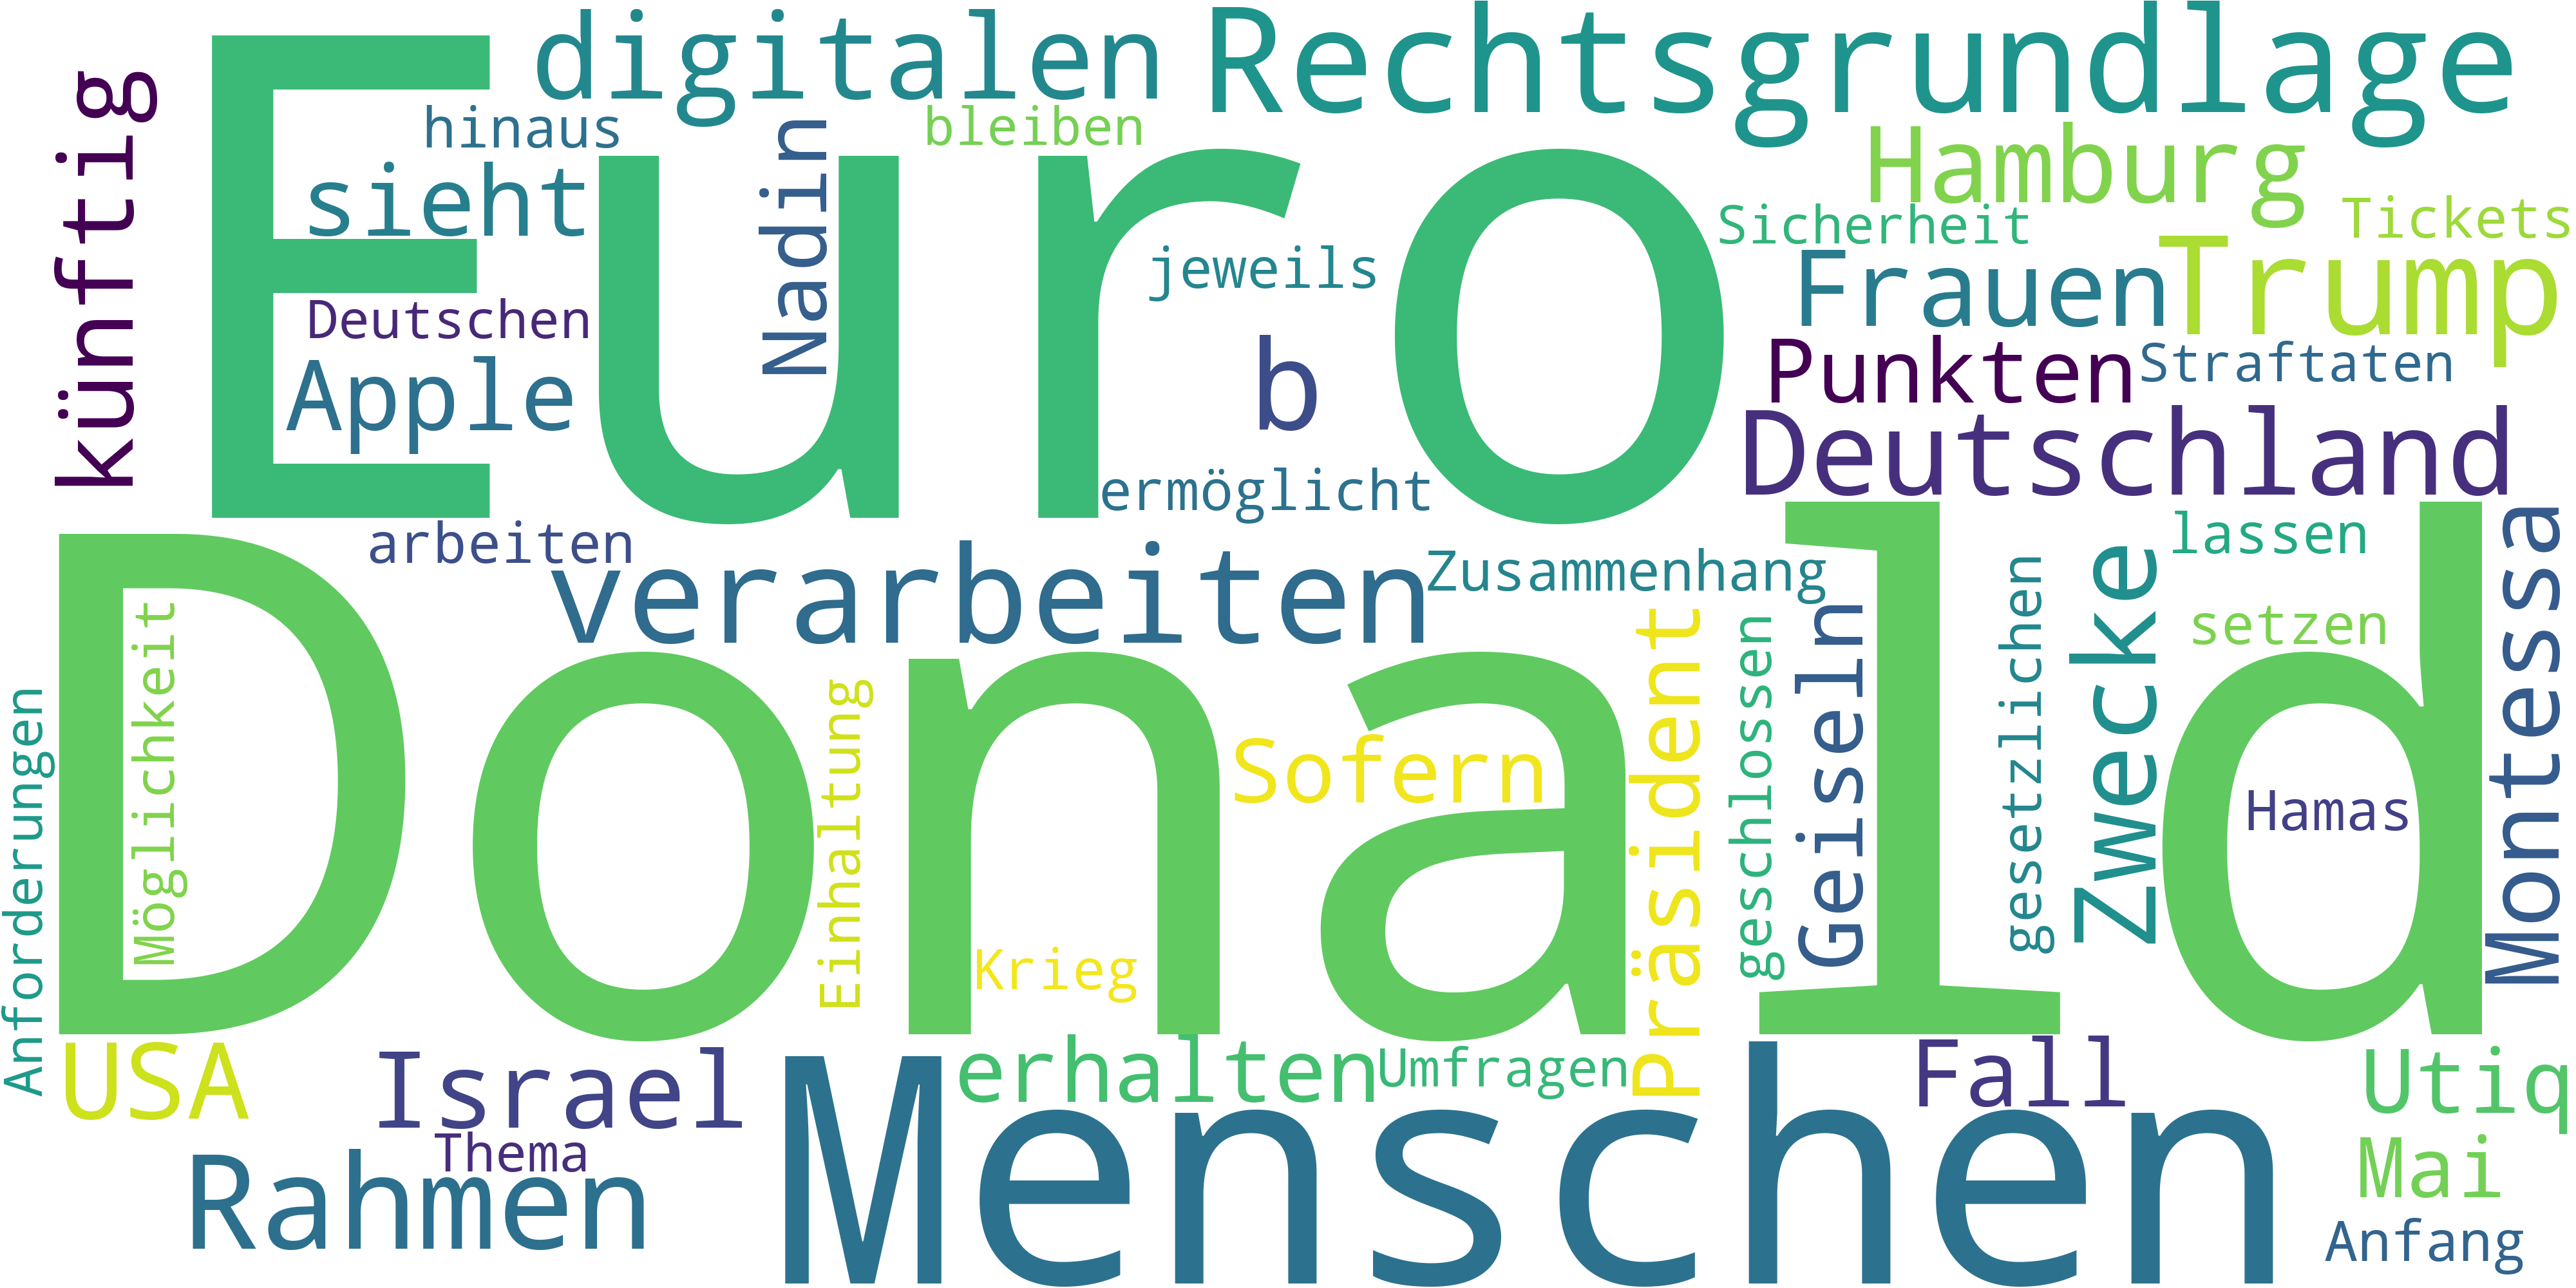 Euro
Donald
Menschen
digitalen
Rechtsgrundlage
künftig
hinaus
bleiben
sieht
Nadin
Hamburg
Sicherheit
Tickets
jeweils
Frauen
Trump
Deutschen
Apple
b
Punkten
Straftaten
Deutschland
ermöglicht
arbeiten
verarbeiten
Zusammenhang
lassen
setzen
Montessa
Zwecke
gesetzlichen
Geiseln
geschlossen
Präsident
Sofern
Hamas
Möglichkeit
Anforderungen
Einhaltung
Krieg
USA
Israel
erhalten
Umfragen
Fall
Utiq
Thema
Rahmen
Mai
Anfang